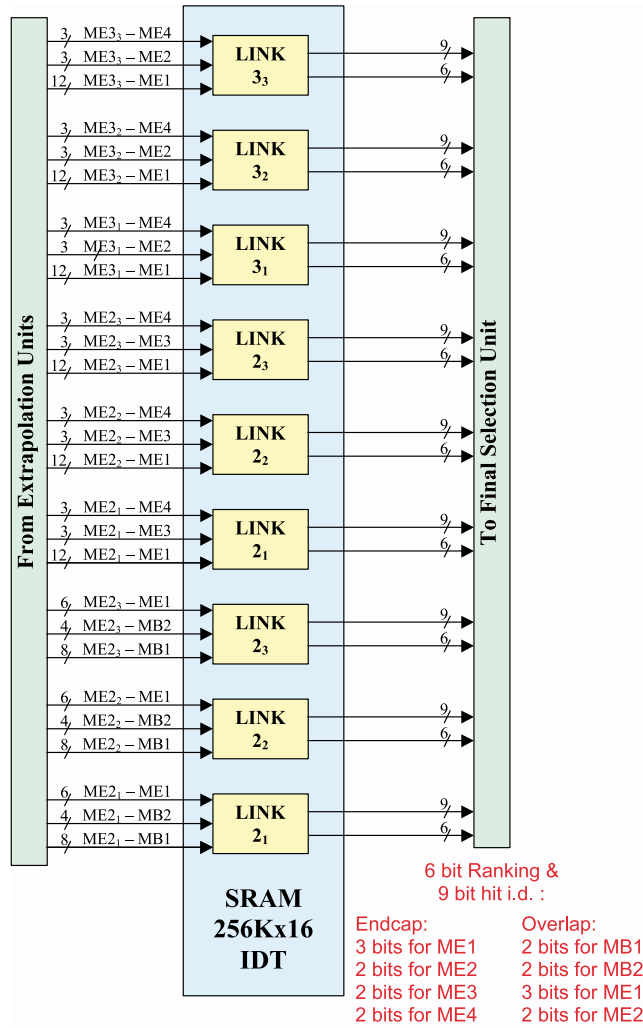 From Extrapolation Units
3 ME3₃ – ME4
3 ME3₃ – ME2
12 ME3₃ – ME1
LINK
3₃
9
6
3 ME3₂ – ME4
3 ME3₂ – ME2
12 ME3₂ – ME1
LINK
3₂
9
6
3 ME3₁ – ME4
3 ME3₁ – ME2
12 ME3₁ – ME1
LINK
3₁
9
6
3 ME2₃ – ME4
3 ME2₃ – ME3
12 ME2₃ – ME1
LINK
2₃
9
6
3 ME2₂ – ME4
3 ME2₂ – ME3
12 ME2₂ – ME1
LINK
2₂
9
6
3 ME2₁ – ME4
3 ME2₁ – ME3
12 ME2₁ – ME1
LINK
2₁
9
6
6 ME2₃ – ME1
4 ME2₃ – MB2
8 ME2₃ – MB1
LINK
2₃
9
6
6 ME2₂ – ME1
4 ME2₂ – MB2
8 ME2₂ – MB1
LINK
2₂
9
6
6 ME2₁ – ME1
4 ME2₁ – MB2
8 ME2₁ – MB1
LINK
2₁
9
6
To Final Selection Unit
SRAM
256Kx16
IDT
6 bit Ranking &
9 bit hit i.d. :
Endcap:
3 bits for ME1
2 bits for ME2
2 bits for ME3
2 bits for ME4
Overlap:
2 bits for MB1
2 bits for MB2
3 bits for ME1
2 bits for ME2